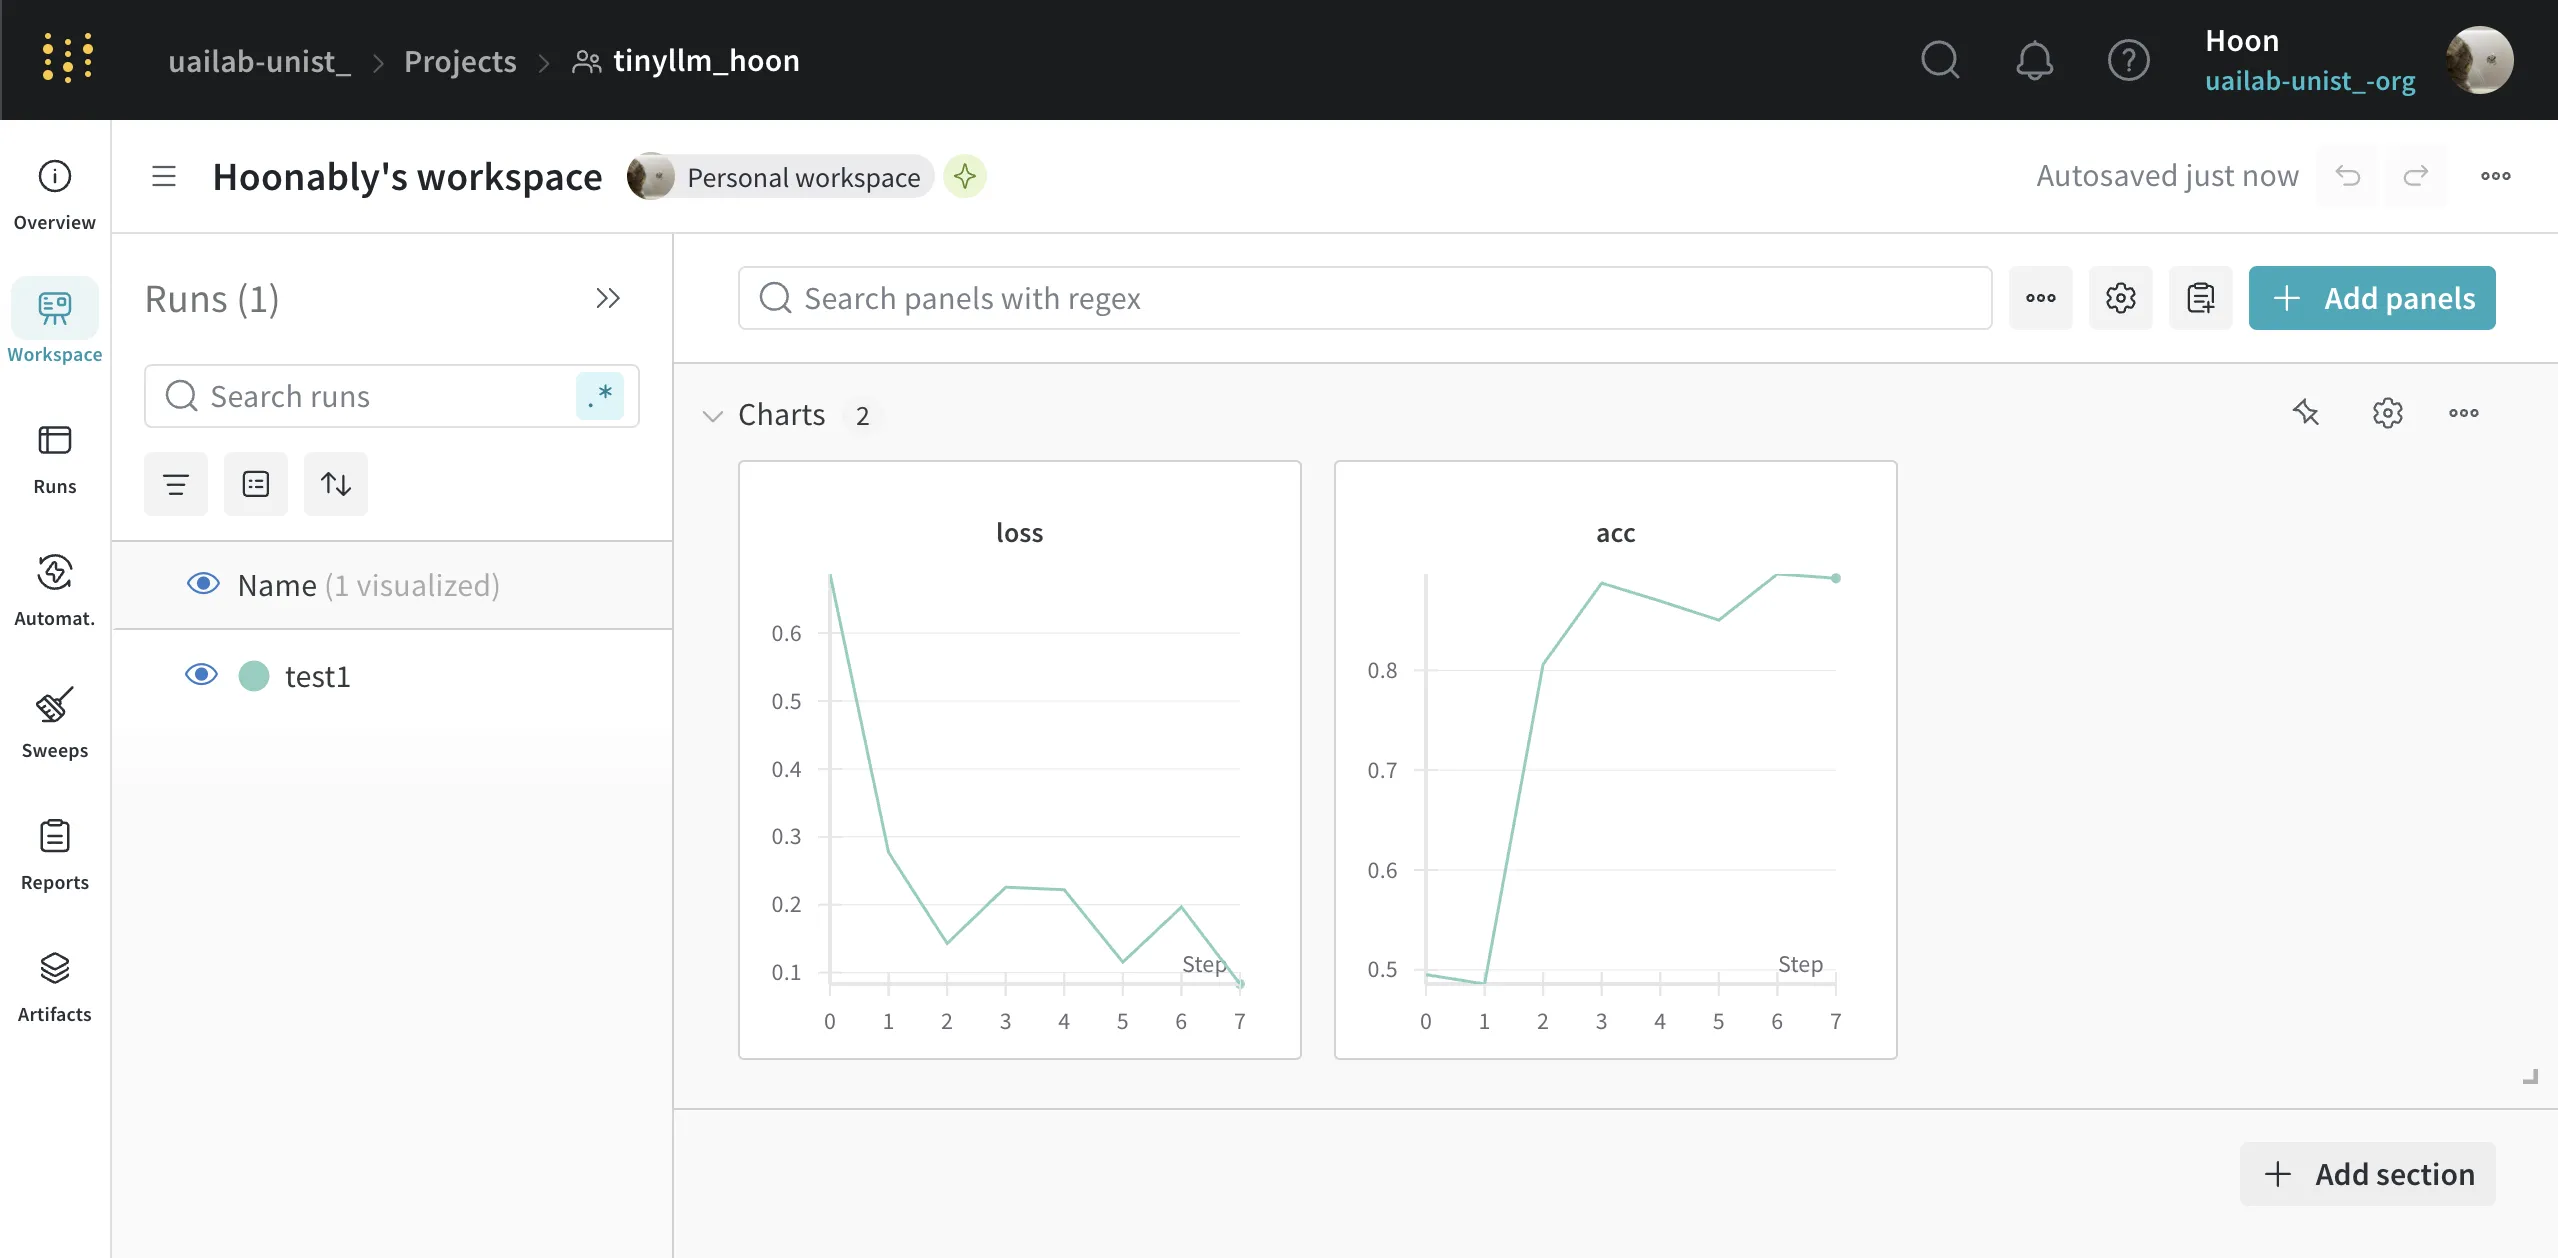 uailab-unist_ > Projects > tinyllm_hoon
Hoon
uailab-unist_-org
Overview
Workspace
Runs
Automat.
Sweeps
Reports
Artifacts
Hoonably's workspace
Personal workspace
Autosaved just now
Runs (1)
Search runs
.*
Name (1 visualized)
test1
Search panels with regex
Add panels
Charts 2
loss
0.6
0.5
0.4
0.3
0.2
0.1
Step
0 1 2 3 4 5 6 7
acc
0.8
0.7
0.6
0.5
Step
0 1 2 3 4 5 6 7
Add section